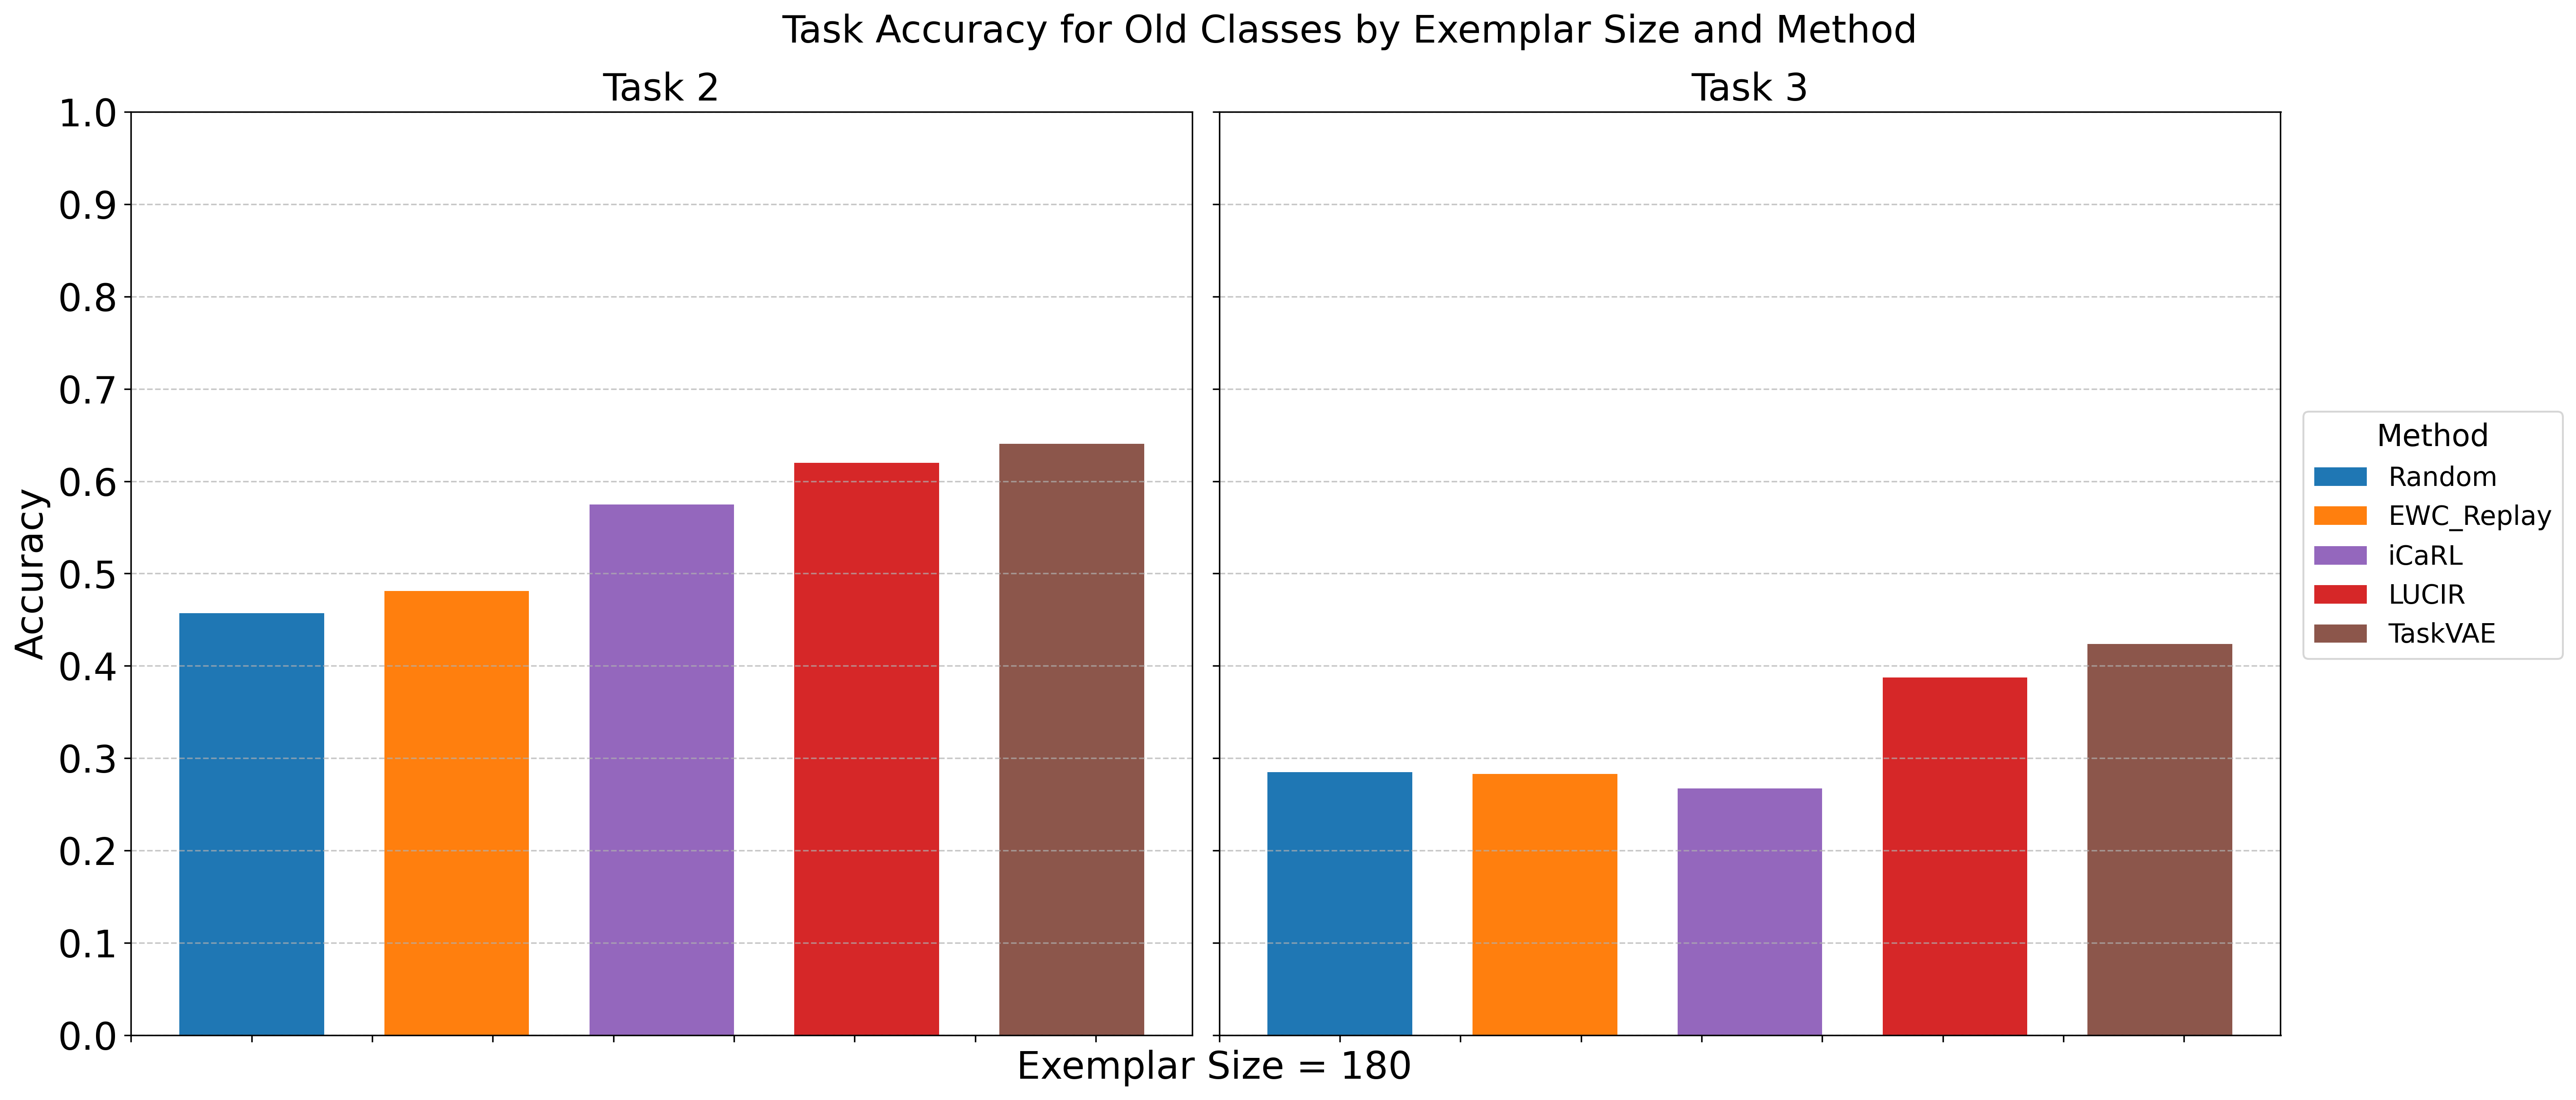 Task Accuracy for Old Classes by Exemplar Size and Method
Task 2
Task 3
1.0
0.9
0.8
0.7
0.6
0.5
0.4
0.3
0.2
0.1
0.0
Accuracy
Exemplar Size = 180
Method
Random
EWC_Replay
iCaRL
LUCIR
TaskVAE